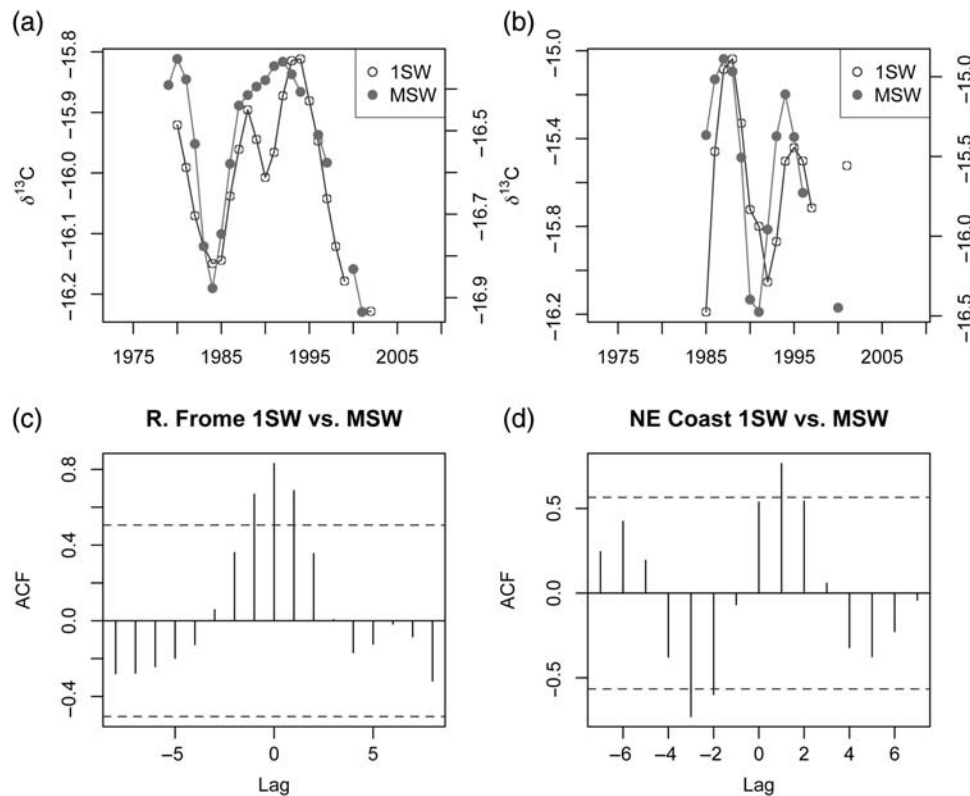 (a)
−15.8
−15.9
−16.0
−16.1
−16.2
δ13C
−16.5
−16.7
−16.9
1SW
MSW
1975 1985 1995 2005
(b)
−15.0
−15.4
−15.8
−16.2
δ13C
−15.0
−15.5
−16.0
−16.5
1SW
MSW
1975 1985 1995 2005
(c) R. Frome 1SW vs. MSW
0.8
0.4
0.0
−0.4
ACF
−5 0 5
Lag
(d) NE Coast 1SW vs. MSW
0.5
0.0
−0.5
ACF
−6 −4 −2 0 2 4 6
Lag